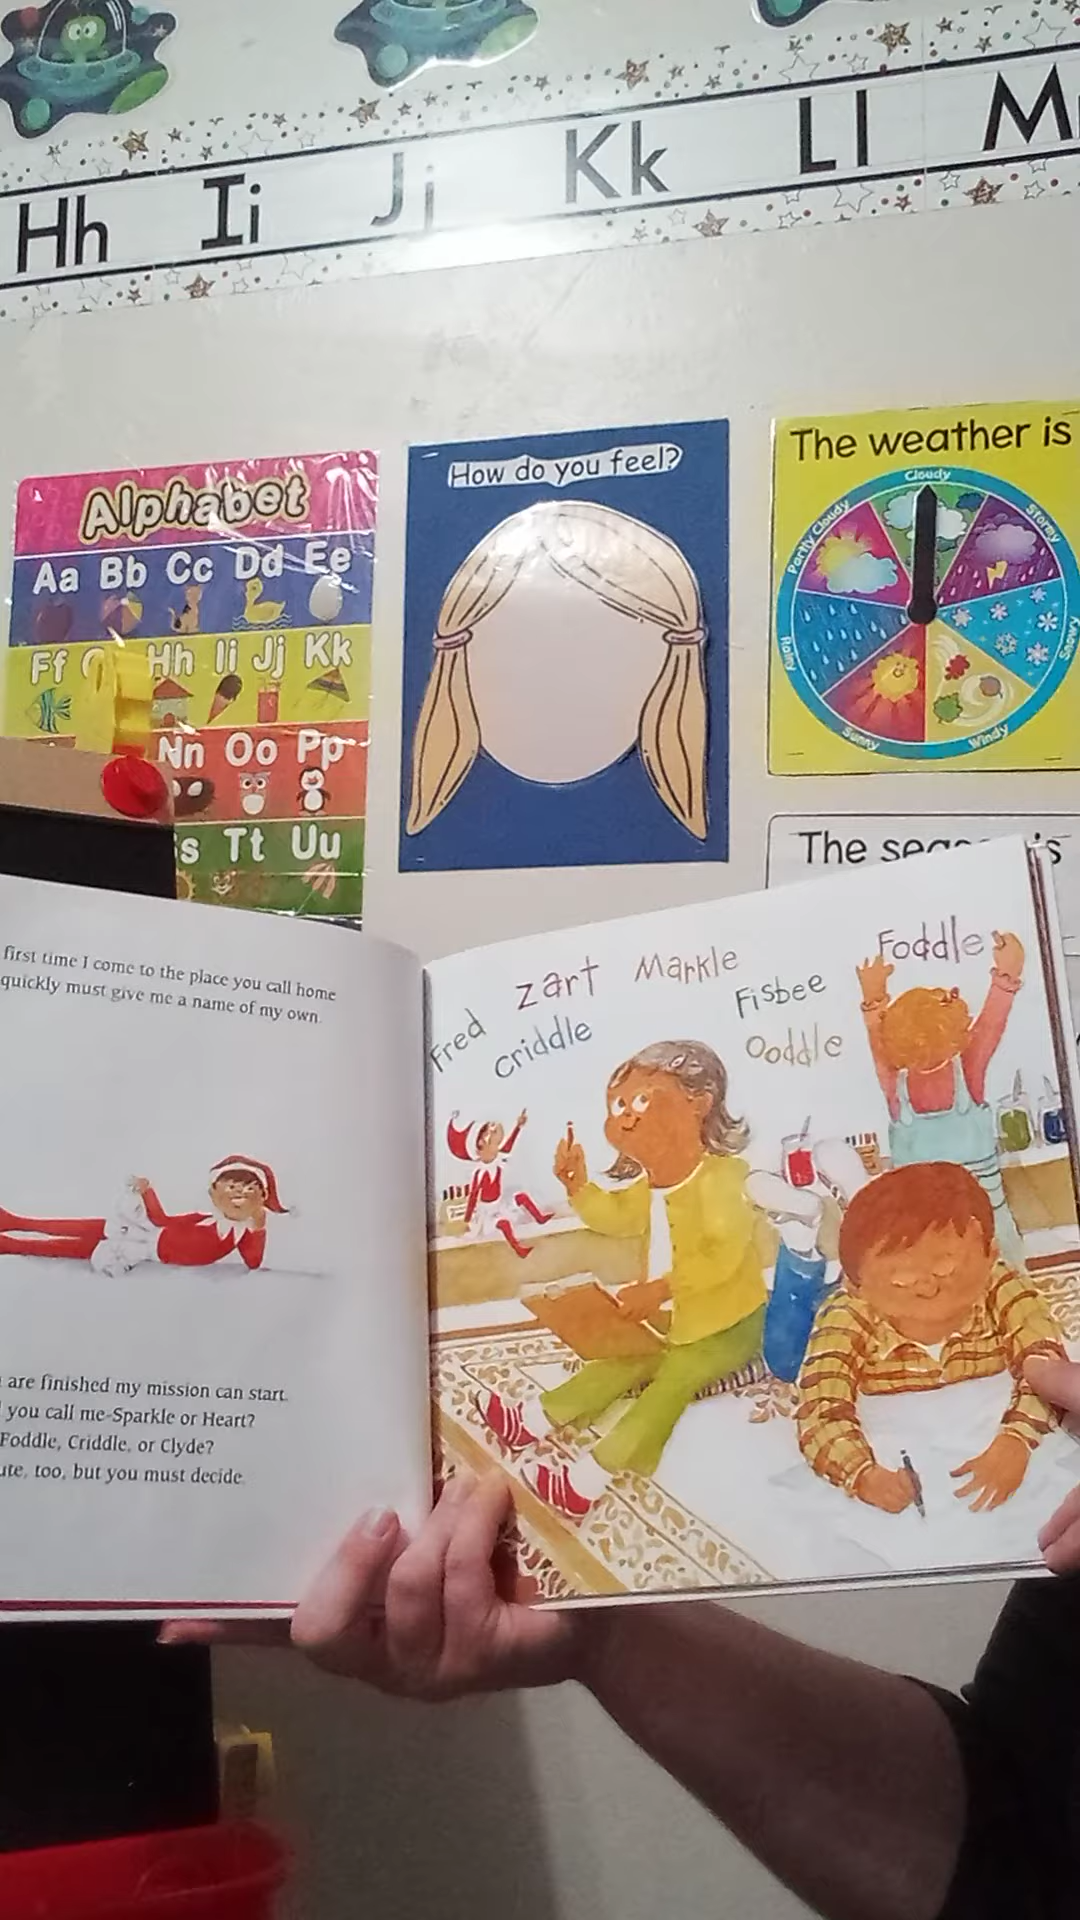 Hh Ii Jj Kk Ll M
Alphabet
Aa Bb Cc Dd Ee
Ff Hh Ii Jj Kk
Nn Oo Pp
s Tt Uu
How do you feel?
The weather is
Cloudy
Stormy
Snowy
Windy
Sunny
Rainy
Partly Cloudy
The is
first time I come to the place you call home
quickly must give me a name of my own.
are finished my mission can start.
you call me-Sparkle or Heart?
Foddle, Criddle, or Clyde?
too, but you must decide.
Fred
zart
Markle
Foddle
Criddle
Fisbee
Ooddle